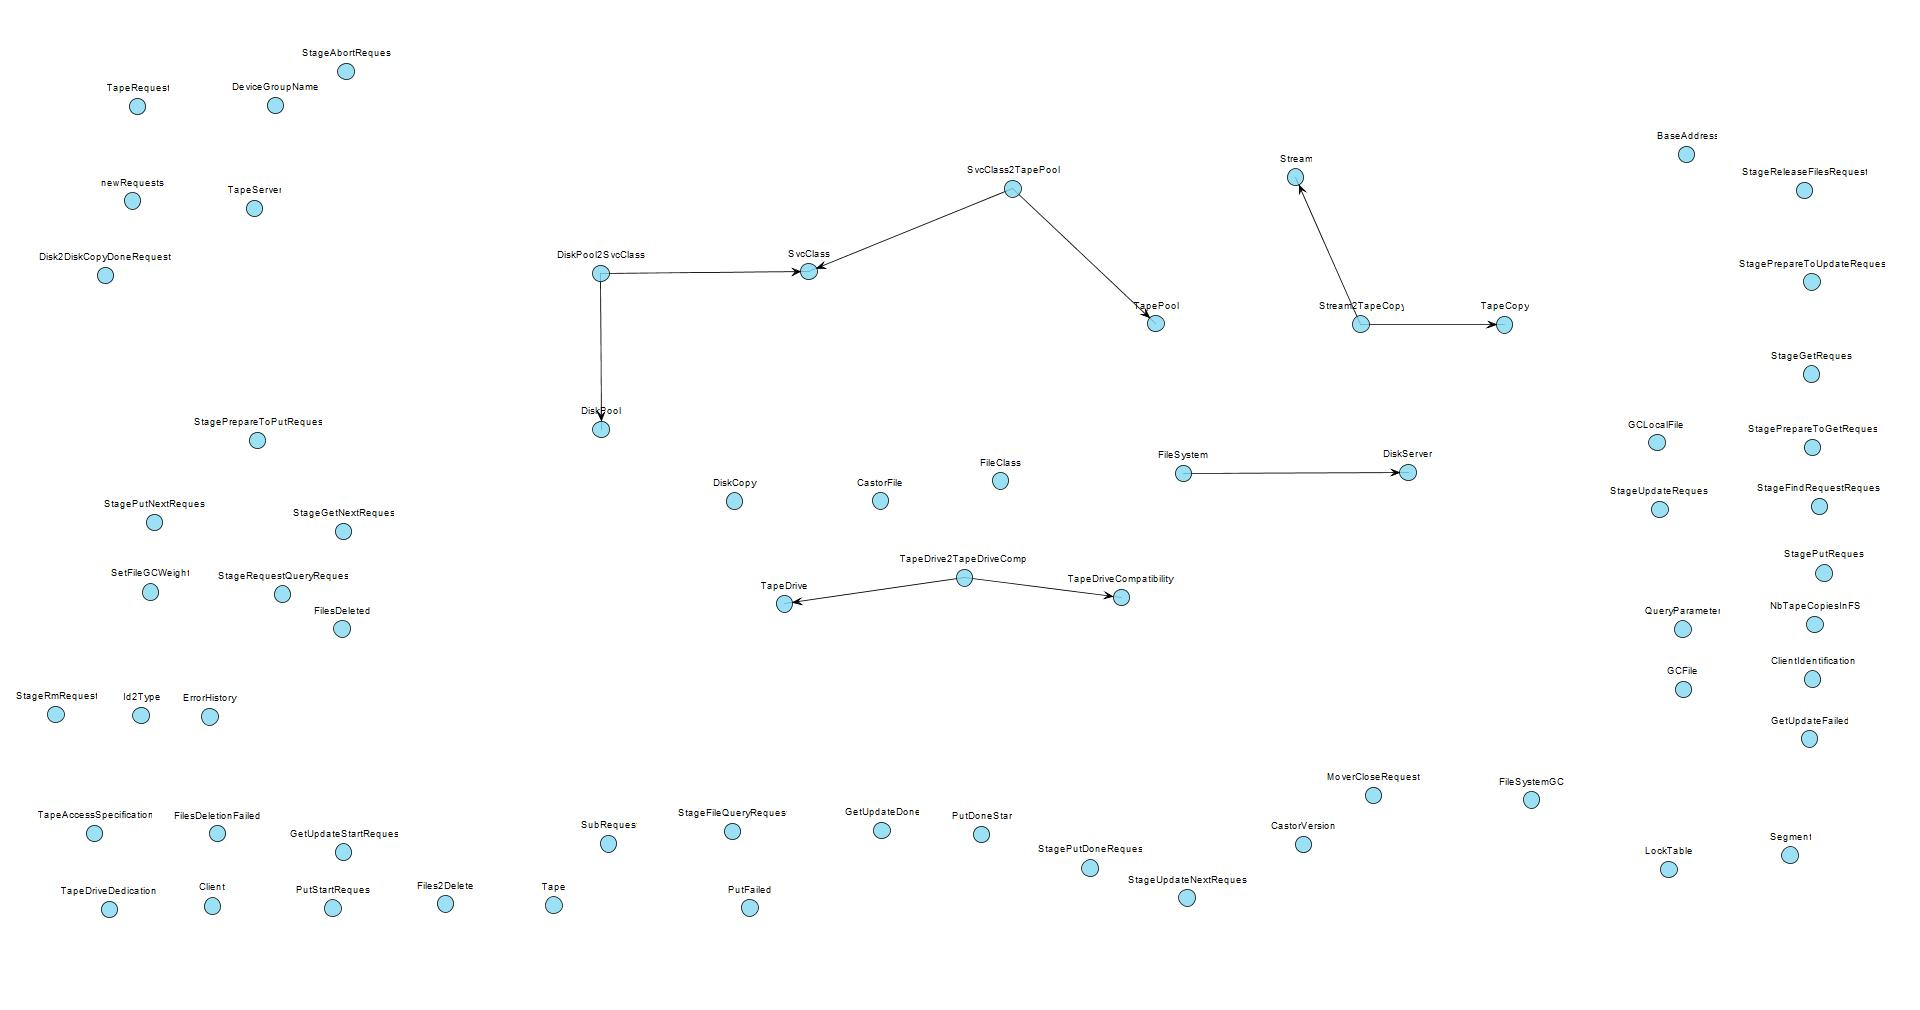 StageAbortReques
TapeRequest
DeviceGroupName
BaseAddress
Stream
SvcClass2TapePool
StageReleaseFilesRequest
newRequests
TapeServer
DiskPool2SvcClass
SvcClass
Disk2DiskCopyDoneRequest
StagePrepareToUpdateReques
TapePool
Stream2TapeCopy
TapeCopy
StageGetReques
DiskPool
StagePrepareToPutReques
GCLocalFile
StagePrepareToGetReques
FileClass
FileSystem
DiskServer
DiskCopy
CastorFile
StageUpdateReques
StageFindRequestReques
StagePutNextReques
StageGetNextReques
StagePutReques
TapeDrive2TapeDriveComp
SetFileGCWeight
StageRequestQueryReques
TapeDrive
TapeDriveCompatibility
FilesDeleted
QueryParameter
NbTapeCopiesInFS
ClientIdentification
GCFile
StageRmRequest
Id2Type
ErrorHistory
GetUpdateFailed
MoverCloseRequest
FileSystemGC
TapeAccessSpecification
FilesDeletionFailed
GetUpdateStartReques
SubReques
StageFileQueryReques
GetUpdateDone
PutDoneStar
CastorVersion
StagePutDoneReques
Segment
LockTable
TapeDriveDedication
Client
PutStartReques
Files2Delete
Tape
PutFailed
StageUpdateNextReques